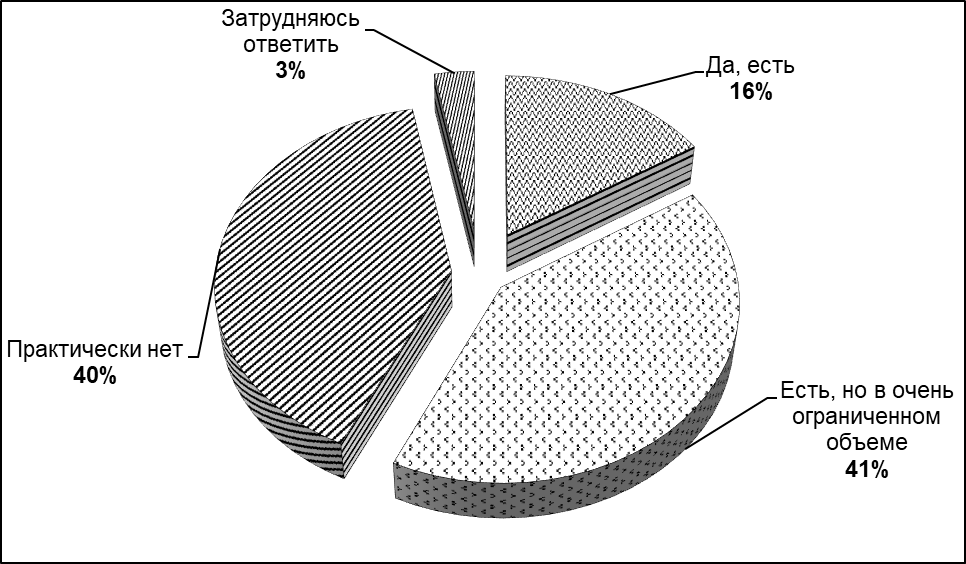 Затрудняюсь
ответить
3%
Да, есть
16%
Практически нет
40%
Есть, но в очень
ограниченном
объеме
41%